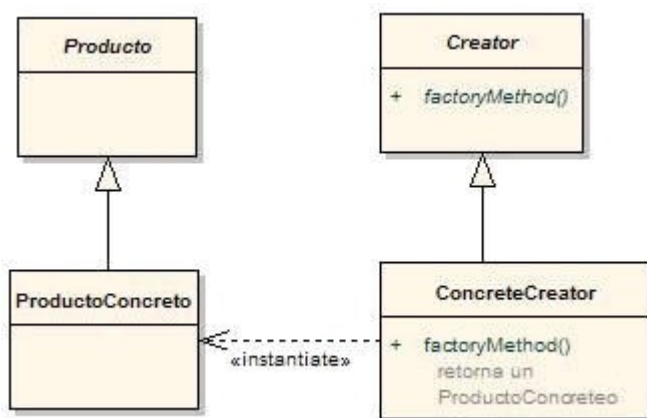 Producto
Creator
+ factoryMethod()
ProductoConcreto
ConcreteCreator
+ factoryMethod()
retorna un
ProductoConcreteo
«instantiate»